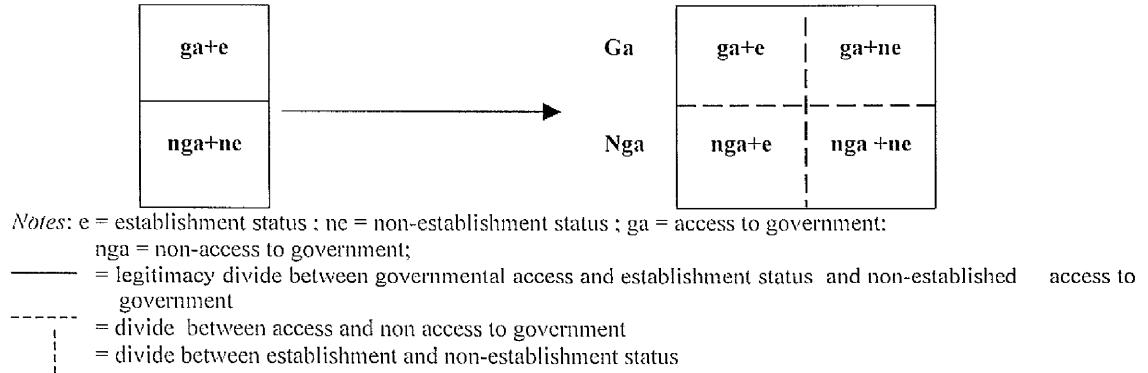 ga+e
Ga ga+e ga+ne
nga+ne
Nga nga+e nga +ne
Notes: e = establishment status ; ne = non-establishment status ; ga = access to government:
nga = non-access to government;
= legitimacy divide between governmental access and establishment status and non-established access to
government
= divide between access and non access to government
= divide between establishment and non-establishment status